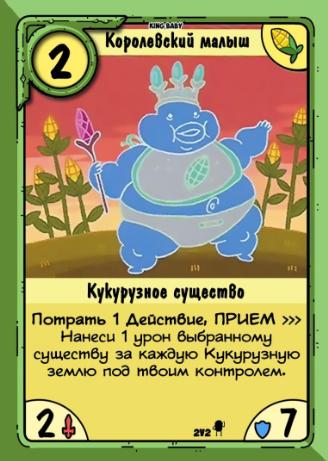 KING BABY
2 Королевский малыш
Кукурузное существо
Потрать 1 Действие, ПРИЕМ >>>
Нанеси 1 урон выбранному
существу за каждую Кукурузную
землю под твоим контролем.
2 2V2 7